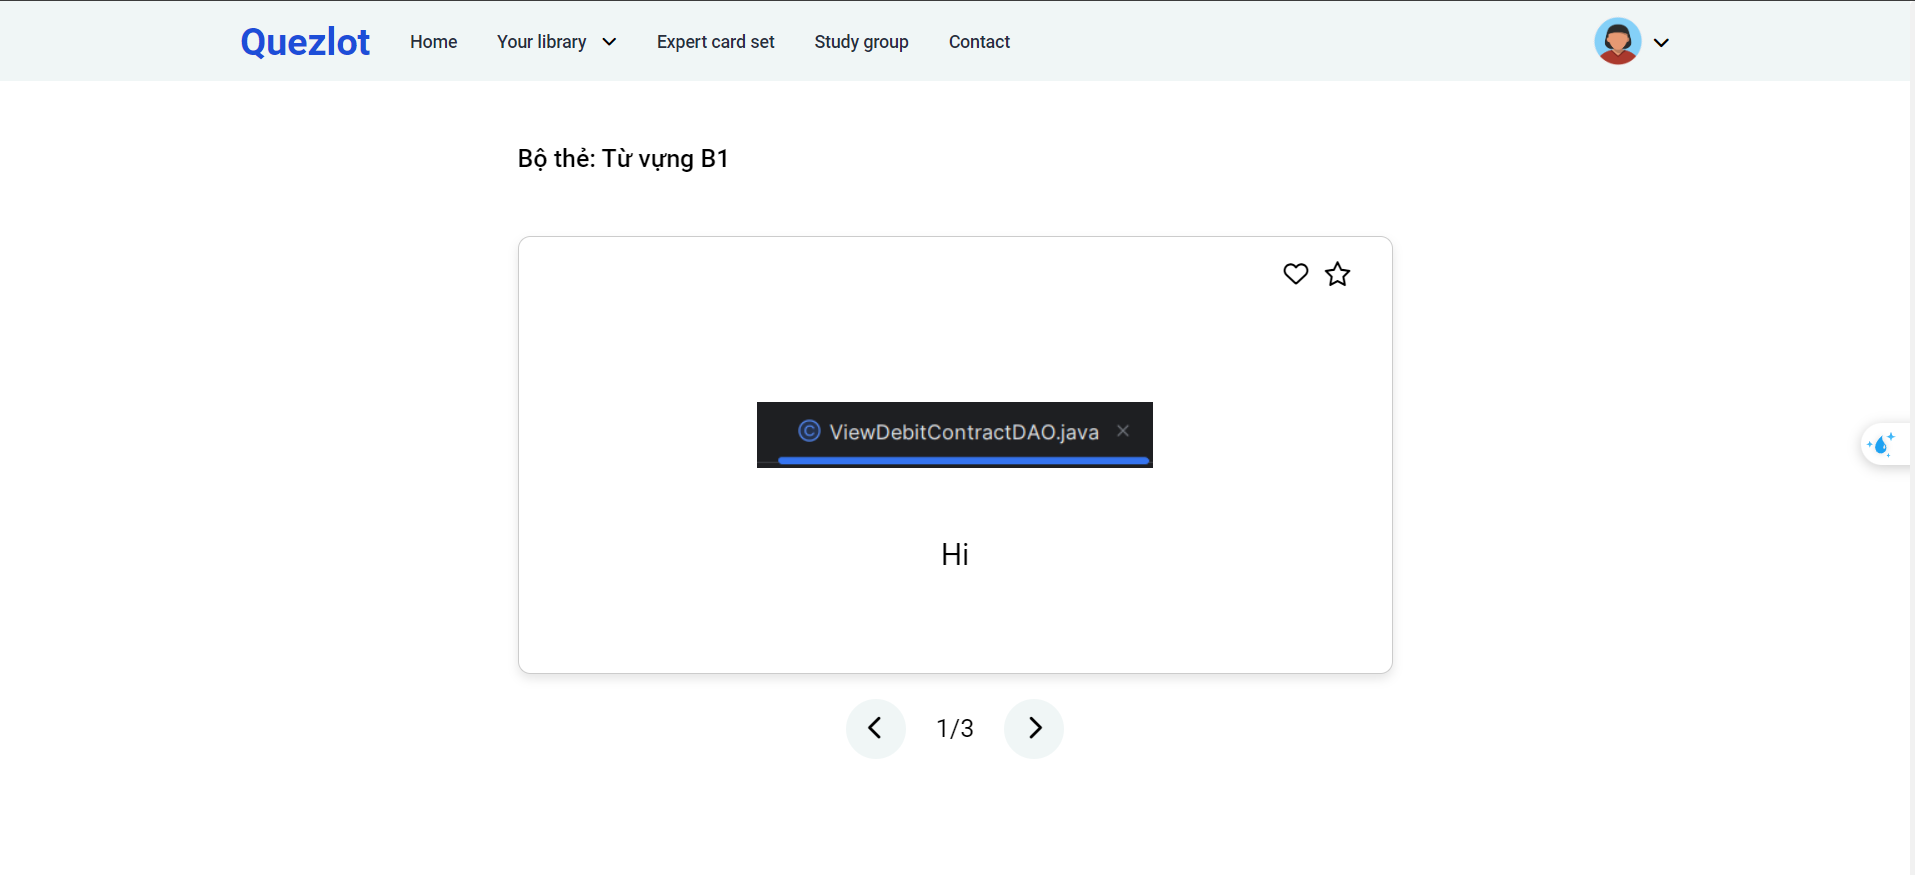 Quezlot Home Your library Expert card set Study group Contact
Bộ thẻ: Từ vựng B1
ViewDebitContractDAO.java
Hi
1/3